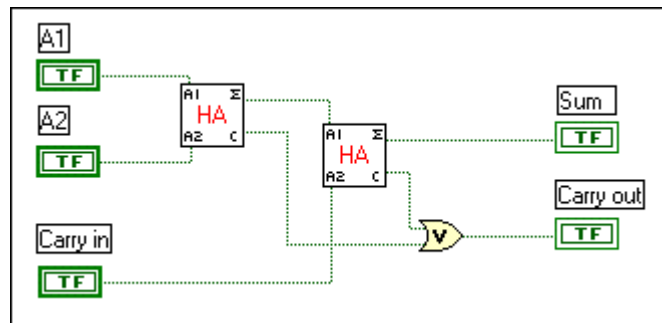 A1
TF
A1 Σ
HA
A2 C
A2
TF
A1 Σ
HA
A2 C
Sum
TF
Carry in
TF
V
Carry out
TF